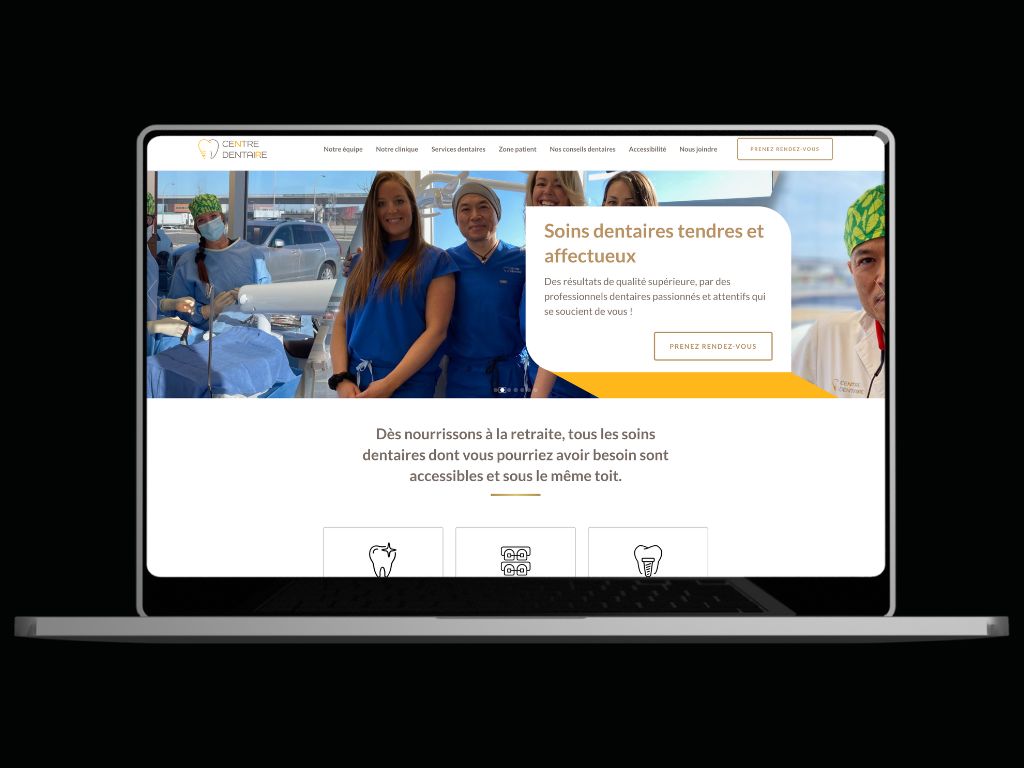 CENTRE
DENTAIRE
Notre équipe
Notre clinique
Services dentaires
Zone patient
Nos conseils dentaires
Accessibilité
Nous joindre
PRENEZ RENDEZ-VOUS
Soins dentaires tendres et
affectueux
Des résultats de qualité supérieure, par des
professionnels dentaires passionnés et attentifs qui
se soucient de vous !
PRENEZ RENDEZ-VOUS
CENTRE
DENTAIRE
Dès nourrissons à la retraite, tous les soins
dentaires dont vous pourriez avoir besoin sont
accessibles et sous le même toit.